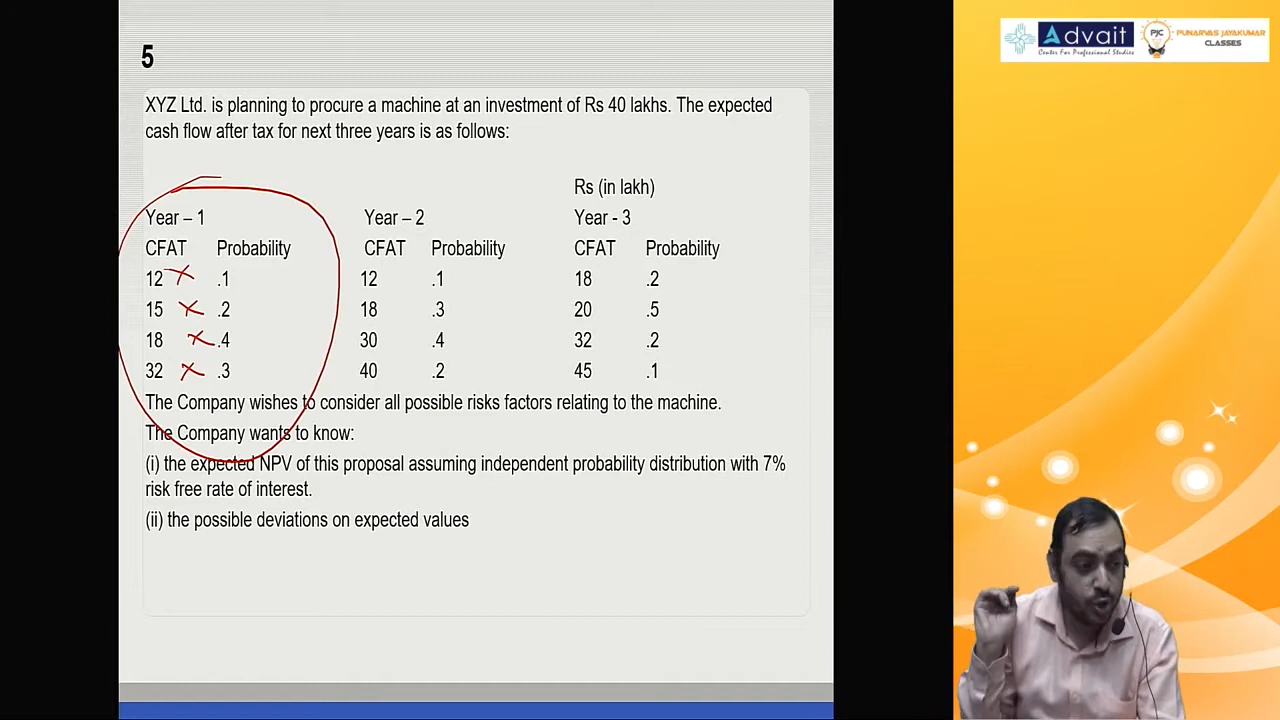 5
Advait
Center For Professional Studies
PJC
PUNARVAS JAYAKUMAR
CLASSES
XYZ Ltd. is planning to procure a machine at an investment of Rs 40 lakhs. The expected
cash flow after tax for next three years is as follows:
Rs (in lakh)
Year – 1 Year – 2 Year - 3
CFAT Probability CFAT Probability CFAT Probability
12 .1 12 .1 18 .2
15 .2 18 .3 20 .5
18 .4 30 .4 32 .2
32 .3 40 .2 45 .1
The Company wishes to consider all possible risks factors relating to the machine.
The Company wants to know:
(i) the expected NPV of this proposal assuming independent probability distribution with 7%
risk free rate of interest.
(ii) the possible deviations on expected values